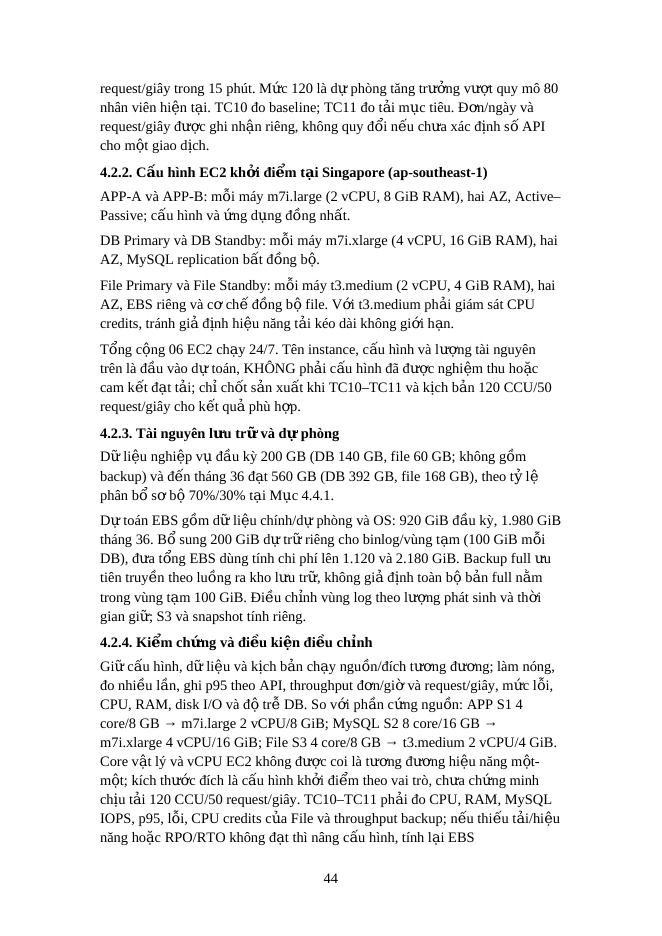 request/giây trong 15 phút. Mức 120 là dự phòng tăng trưởng vượt quy mô 80
nhân viên hiện tại. TC10 đo baseline; TC11 đo tải mục tiêu. Đơn/ngày và
request/giây được ghi nhận riêng, không quy đổi nếu chưa xác định số API
cho một giao dịch.
4.2.2. Cấu hình EC2 khởi điểm tại Singapore (ap-southeast-1)
APP-A và APP-B: mỗi máy m7i.large (2 vCPU, 8 GiB RAM), hai AZ, Active–
Passive; cấu hình và ứng dụng đồng nhất.
DB Primary và DB Standby: mỗi máy m7i.xlarge (4 vCPU, 16 GiB RAM), hai
AZ, MySQL replication bất đồng bộ.
File Primary và File Standby: mỗi máy t3.medium (2 vCPU, 4 GiB RAM), hai
AZ, EBS riêng và cơ chế đồng bộ file. Với t3.medium phải giám sát CPU
credits, tránh giả định hiệu năng tải kéo dài không giới hạn.
Tổng cộng 06 EC2 chạy 24/7. Tên instance, cấu hình và lượng tài nguyên
trên là đầu vào dự toán, KHÔNG phải cấu hình đã được nghiệm thu hoặc
cam kết đạt tải; chỉ chốt sản xuất khi TC10–TC11 và kịch bản 120 CCU/50
request/giây cho kết quả phù hợp.
4.2.3. Tài nguyên lưu trữ và dự phòng
Dữ liệu nghiệp vụ đầu kỳ 200 GB (DB 140 GB, file 60 GB; không gồm
backup) và đến tháng 36 đạt 560 GB (DB 392 GB, file 168 GB), theo tỷ lệ
phân bổ sơ bộ 70%/30% tại Mục 4.4.1.
Dự toán EBS gồm dữ liệu chính/dự phòng và OS: 920 GiB đầu kỳ, 1.980 GiB
tháng 36. Bổ sung 200 GiB dự trữ riêng cho binlog/vùng tạm (100 GiB mỗi
DB), đưa tổng EBS dùng tính chi phí lên 1.120 và 2.180 GiB. Backup full ưu
tiên truyền theo luồng ra kho lưu trữ, không giả định toàn bộ bản full nằm
trong vùng tạm 100 GiB. Điều chỉnh vùng log theo lượng phát sinh và thời
gian giữ; S3 và snapshot tính riêng.
4.2.4. Kiểm chứng và điều kiện điều chỉnh
Giữ cấu hình, dữ liệu và kịch bản chạy nguồn/đích tương đương; làm nóng,
đo nhiều lần, ghi p95 theo API, throughput đơn/giờ và request/giây, mức lỗi,
CPU, RAM, disk I/O và độ trễ DB. So với phần cứng nguồn: APP S1 4
core/8 GB → m7i.large 2 vCPU/8 GiB; MySQL S2 8 core/16 GB →
m7i.xlarge 4 vCPU/16 GiB; File S3 4 core/8 GB → t3.medium 2 vCPU/4 GiB.
Core vật lý và vCPU EC2 không được coi là tương đương hiệu năng một-
một; kích thước đích là cấu hình khởi điểm theo vai trò, chưa chứng minh
chịu tải 120 CCU/50 request/giây. TC10–TC11 phải đo CPU, RAM, MySQL
IOPS, p95, lỗi, CPU credits của File và throughput backup; nếu thiếu tải/hiệu
năng hoặc RPO/RTO không đạt thì nâng cấu hình, tính lại EBS
44